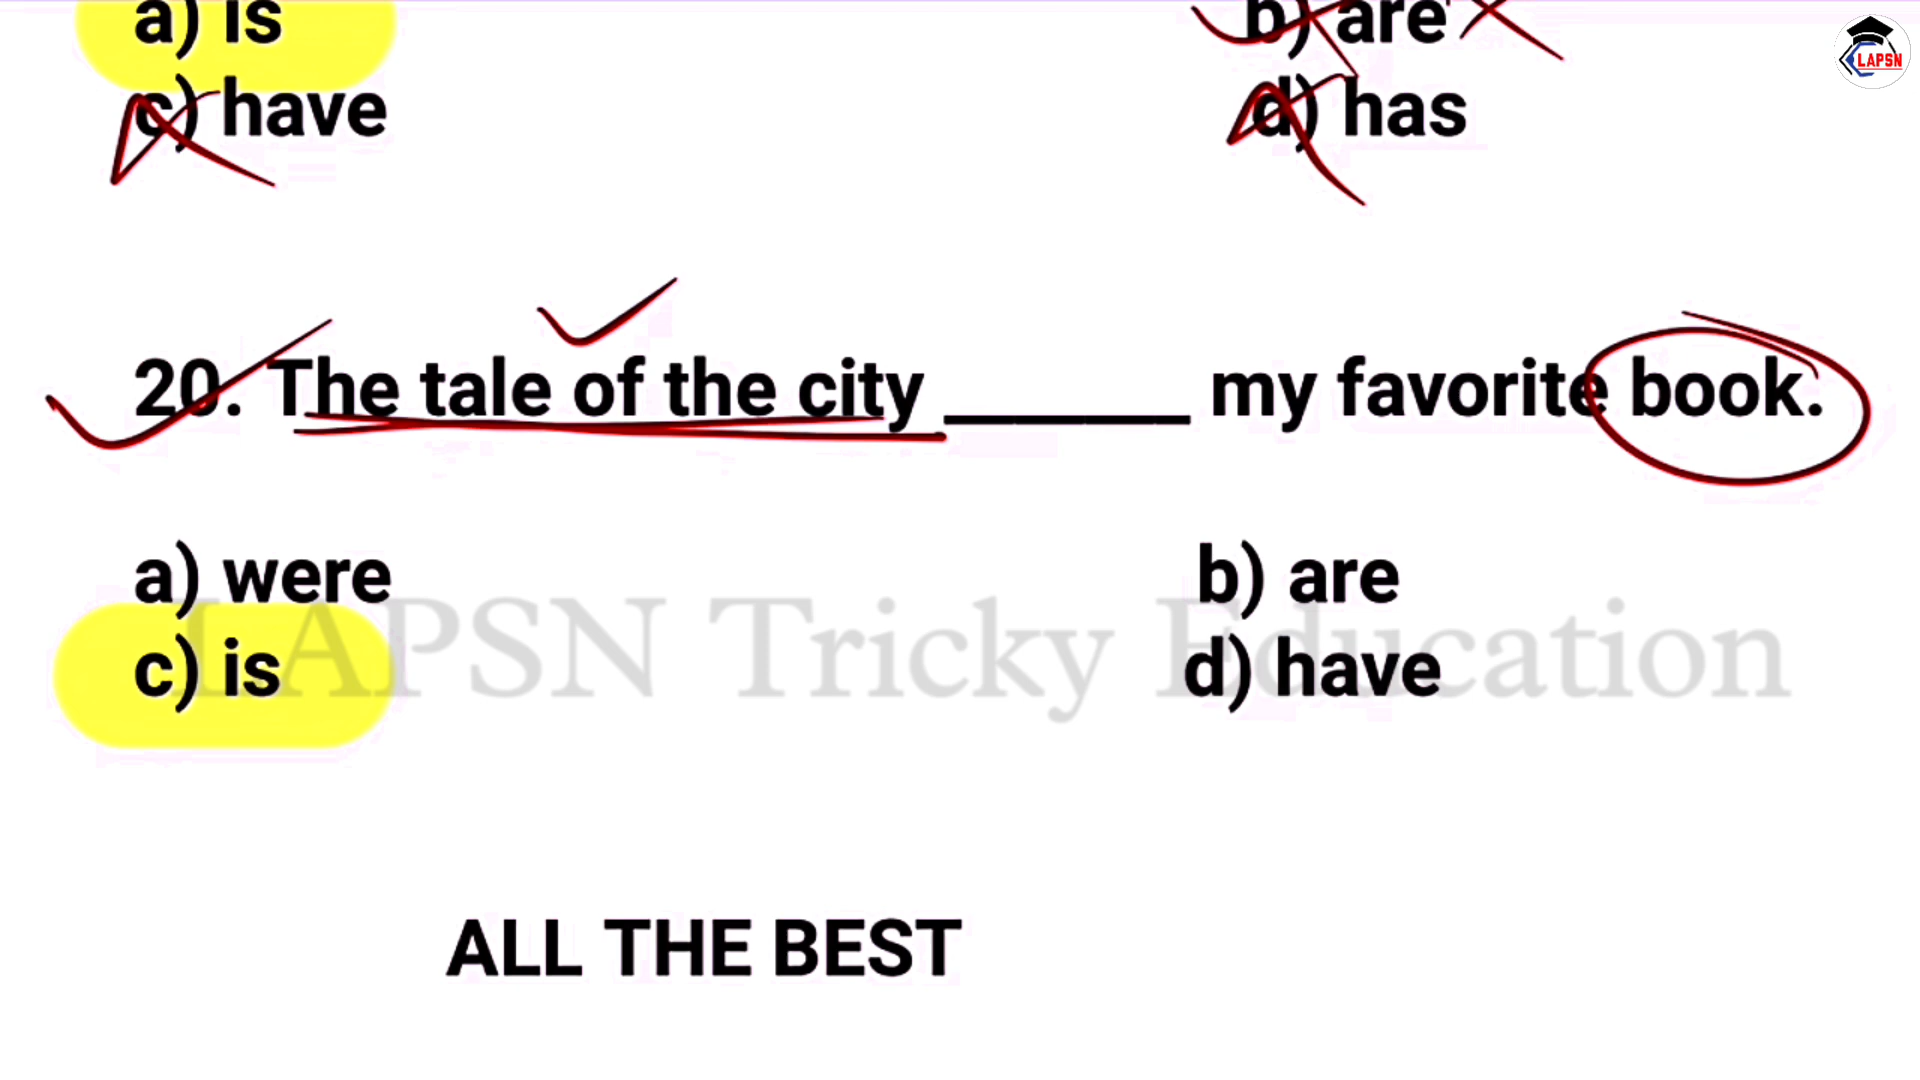 a) is b) are
c) have d) has
LAPSN
20. The tale of the city ______ my favorite book.
a) were b) are
c) is d) have
LAPSN Tricky Education
ALL THE BEST